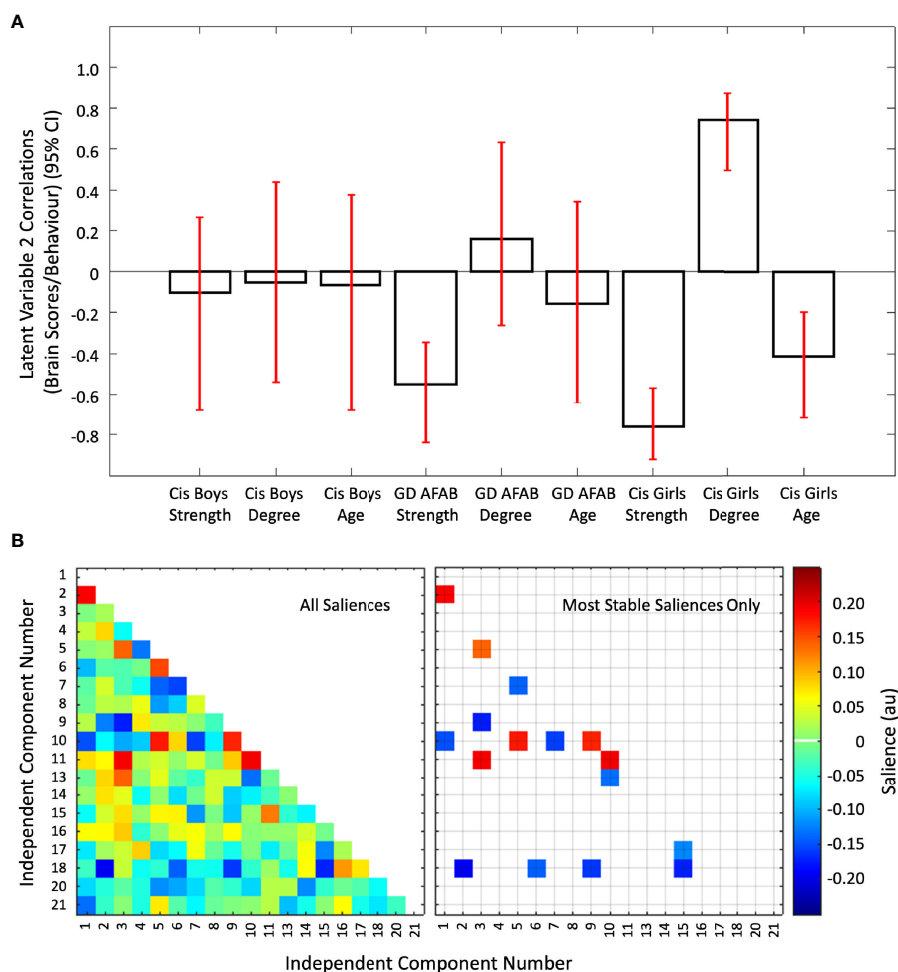 A
Latent Variable 2 Correlations
(Brain Scores/Behaviour) (95% CI)
1.0
0.8
0.6
0.4
0.2
0
-0.2
-0.4
-0.6
-0.8
Cis Boys Strength
Cis Boys Degree
Cis Boys Age
GD AFAB Strength
GD AFAB Degree
GD AFAB Age
Cis Girls Strength
Cis Girls Degree
Cis Girls Age
B
Independent Component Number
1
2
3
4
5
6
7
8
9
10
11
13
14
15
16
17
18
20
21
All Saliences
1 2 3 4 5 6 7 8 9 10 11 13 14 15 16 17 18 20 21
Most Stable Saliences Only
1 2 3 4 5 6 7 8 9 10 11 13 14 15 16 17 18 20 21
0.20
0.15
0.10
0.05
0
-0.05
-0.10
-0.15
-0.20
Salience (au)
Independent Component Number